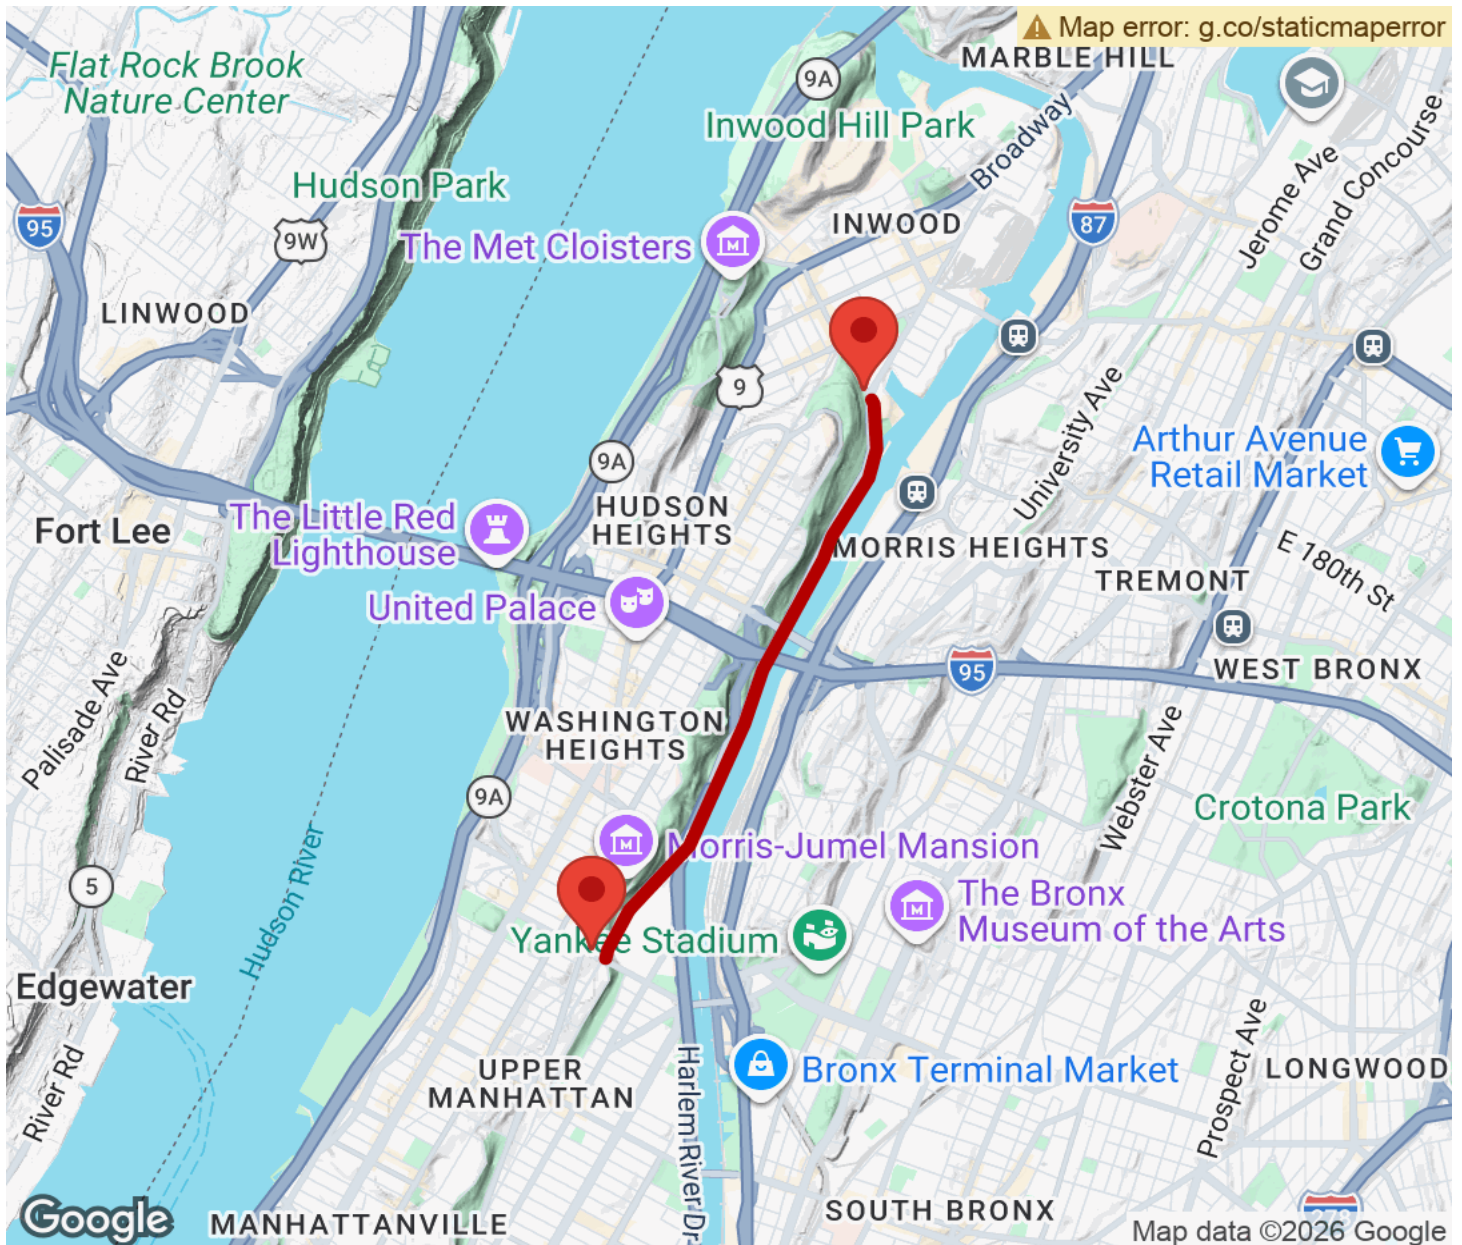 Map error: g.co/staticmaperror
MARBLE HILL
Flat Rock Brook
Nature Center
9A
Inwood Hill Park
Broadway
Jerome Ave
Grand Concourse
Hudson Park
95
9W
The Met Cloisters
INWOOD
87
LINWOOD
9
University Ave
Arthur Avenue
Retail Market
9A
HUDSON
HEIGHTS
Fort Lee
The Little Red
Lighthouse
MORRIS HEIGHTS
E 180th St
TREMONT
United Palace
95
WEST BRONX
Palisade Ave
River Rd
WASHINGTON
HEIGHTS
Webster Ave
9A
Crotona Park
Morris-Jumel Mansion
5
Hudson River
The Bronx
Museum of the Arts
Yankee Stadium
Edgewater
Prospect Ave
River Rd
UPPER
MANHATTAN
Harlem River Dr
Bronx Terminal Market
LONGWOOD
SOUTH BRONX
278
Google
MANHATTANVILLE
Map data ©2026 Google